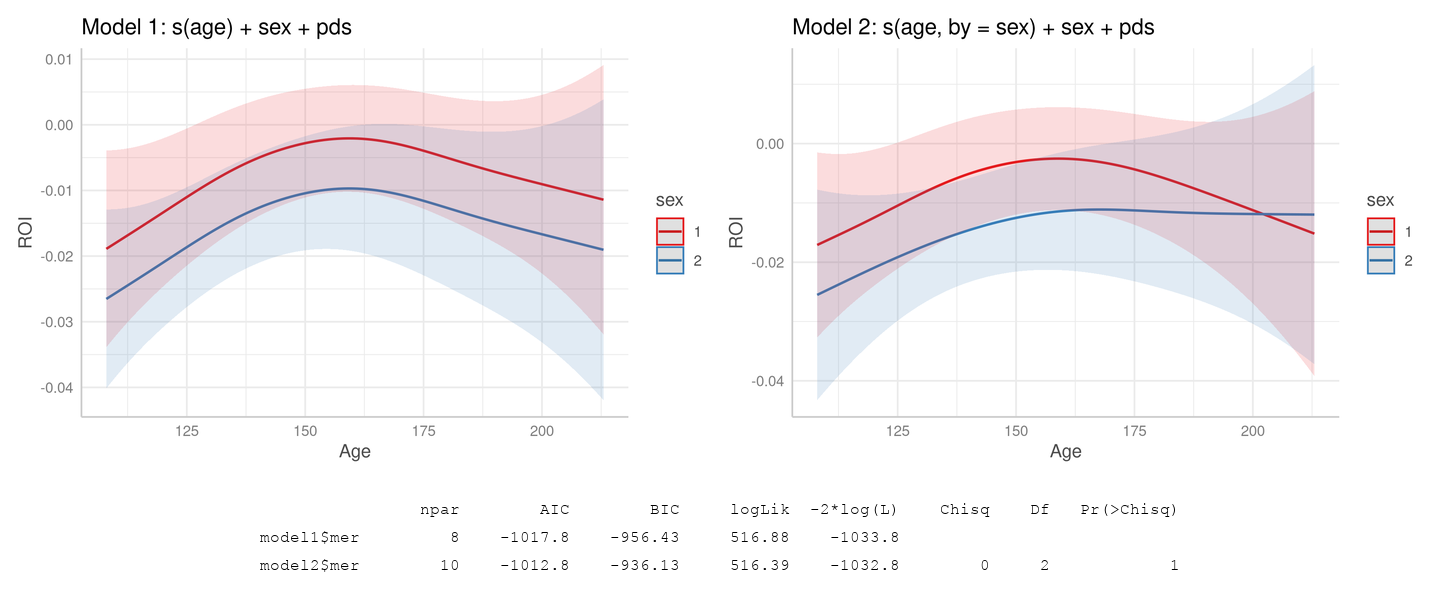 Model 1: s(age) + sex + pds
0.01
0.00
-0.01
-0.02
-0.03
-0.04
ROI
125 150 175 200
Age
sex
1
2
Model 2: s(age, by = sex) + sex + pds
0.00
-0.02
-0.04
ROI
125 150 175 200
Age
sex
1
2
npar AIC BIC logLik -2*log(L) Chisq Df Pr(>Chisq)
model1$mer 8 -1017.8 -956.43 516.88 -1033.8
model2$mer 10 -1012.8 -936.13 516.39 -1032.8 0 2 1